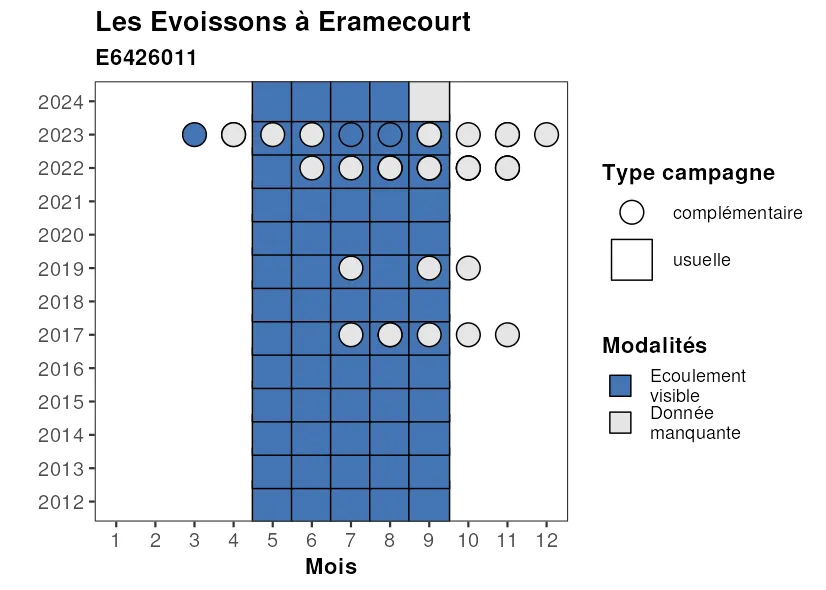 Les Evoissons à Eramecourt
E6426011
2024
2023
2022
2021
2020
2019
2018
2017
2016
2015
2014
2013
2012
1 2 3 4 5 6 7 8 9 10 11 12
Mois
Type campagne
complémentaire
usuelle
Modalités
Ecoulement
visible
Donnée
manquante